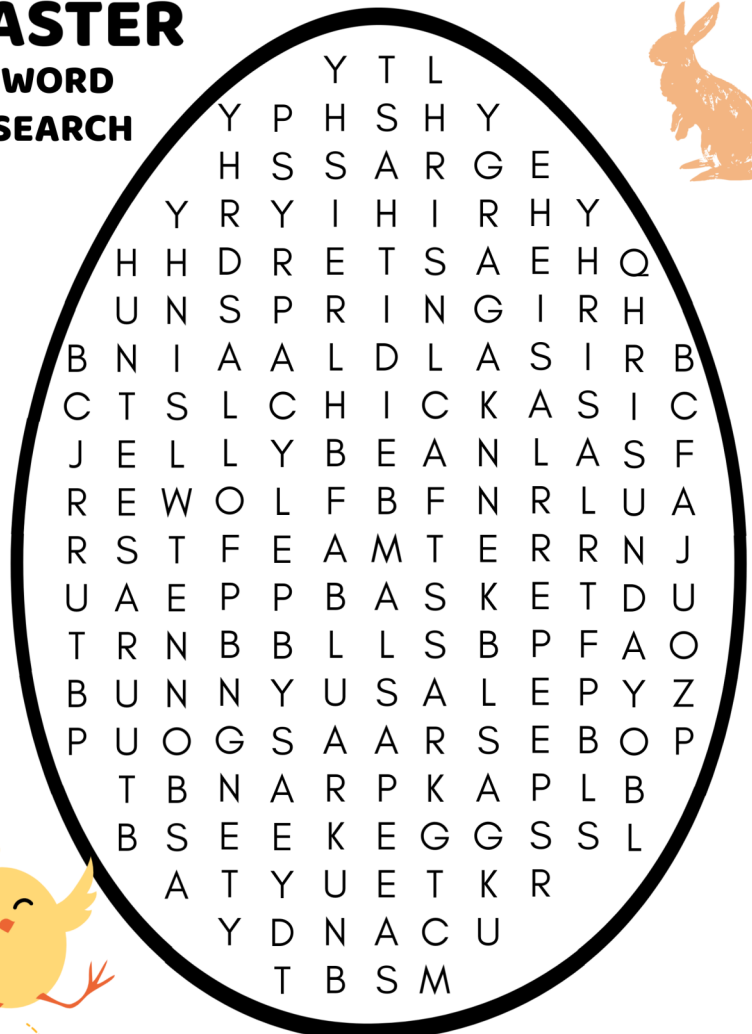 ASTER
WORD
SEARCH
Y T L
Y P H S H Y
H S S A R G E
Y R Y I H I R H Y
H H D R E T S A E H Q
U N S P R I N G I R H
B N I A A L D L A S I R B
C T S L C H I C K A S I C
J E L L Y B E A N L A S F
R E W O L F B F N R L U A
R S T F E A M T E R R N J
U A E P P B A S K E T D U
T R N B B L L S B P F A O
B U N N Y U S A L E P Y Z
P U O G S A A R S E B O P
T B N A R P K A P L B
B S E E K E G G S S L
A T Y U E T K R
Y D N A C U
T B S M